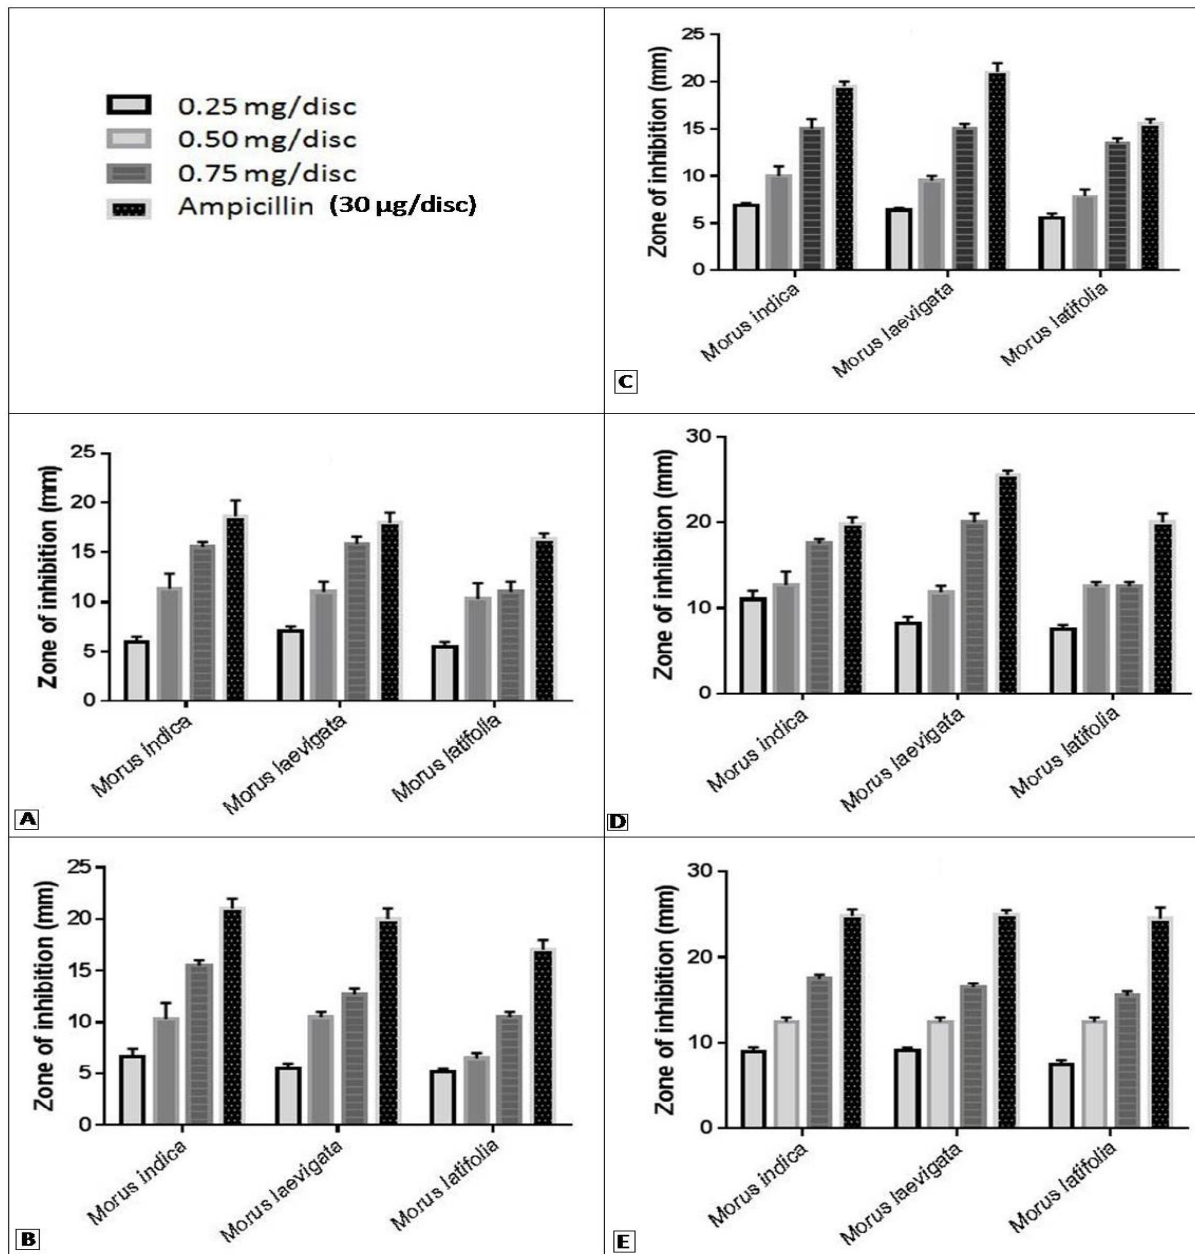 0.25 mg/disc
0.50 mg/disc
0.75 mg/disc
Ampicillin (30 µg/disc)
Zone of inhibition (mm)
25
20
15
10
5
0
Morus indica
Morus laevigata
Morus latifolia
C
Zone of inhibition (mm)
25
20
15
10
5
0
Morus indica
Morus laevigata
Morus latifolia
A
Zone of inhibition (mm)
30
20
10
0
Morus indica
Morus laevigata
Morus latifolia
D
Zone of inhibition (mm)
25
20
15
10
5
0
Morus indica
Morus laevigata
Morus latifolia
B
Zone of inhibition (mm)
30
20
10
0
Morus indica
Morus laevigata
Morus latifolia
E